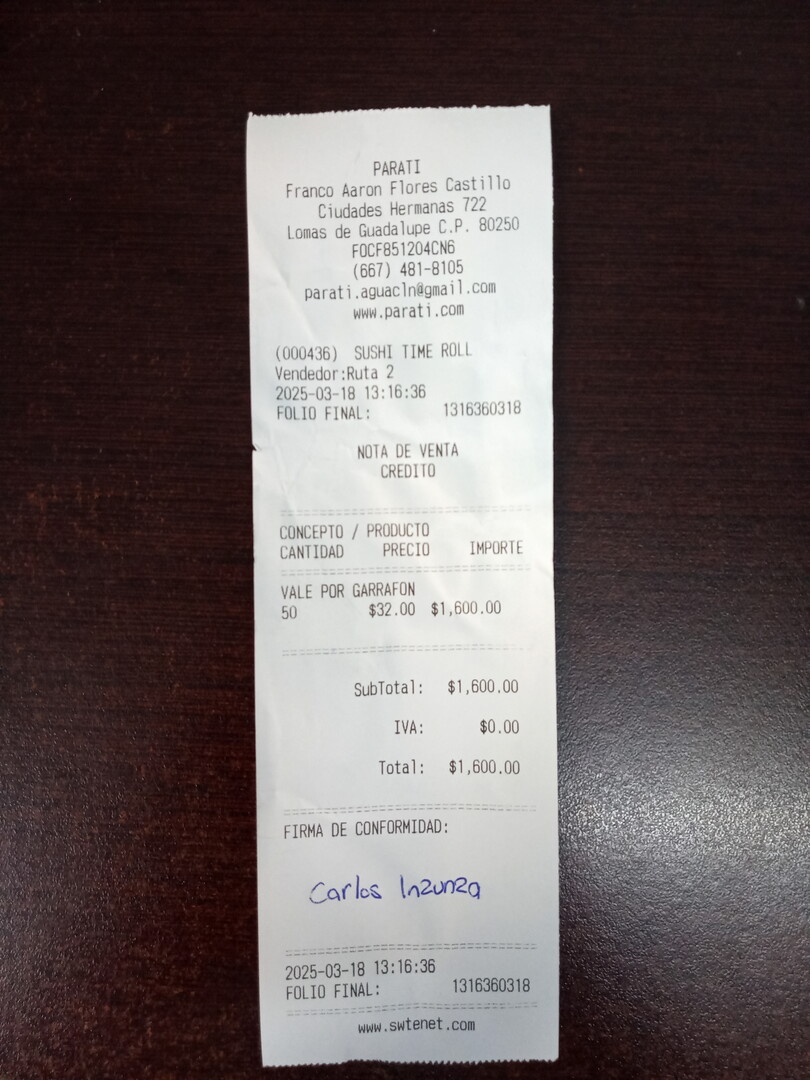 PARATI
Franco Aaron Flores Castillo
Ciudades Hermanas 722
Lomas de Guadalupe C.P. 80250
FOCF851204CN6
(667) 481-8105
parati.aguacln@gmail.com
www.parati.com
(000436) SUSHI TIME ROLL
Vendedor:Ruta 2
2025-03-18 13:16:36
FOLIO FINAL: 1316360318
NOTA DE VENTA
CREDITO
CONCEPTO / PRODUCTO
CANTIDAD PRECIO IMPORTE
VALE POR GARRAFON
50 $32.00 $1,600.00
SubTotal: $1,600.00
IVA: $0.00
Total: $1,600.00
FIRMA DE CONFORMIDAD:
Carlos Inzunza
2025-03-18 13:16:36
FOLIO FINAL: 1316360318
www.swtenet.com